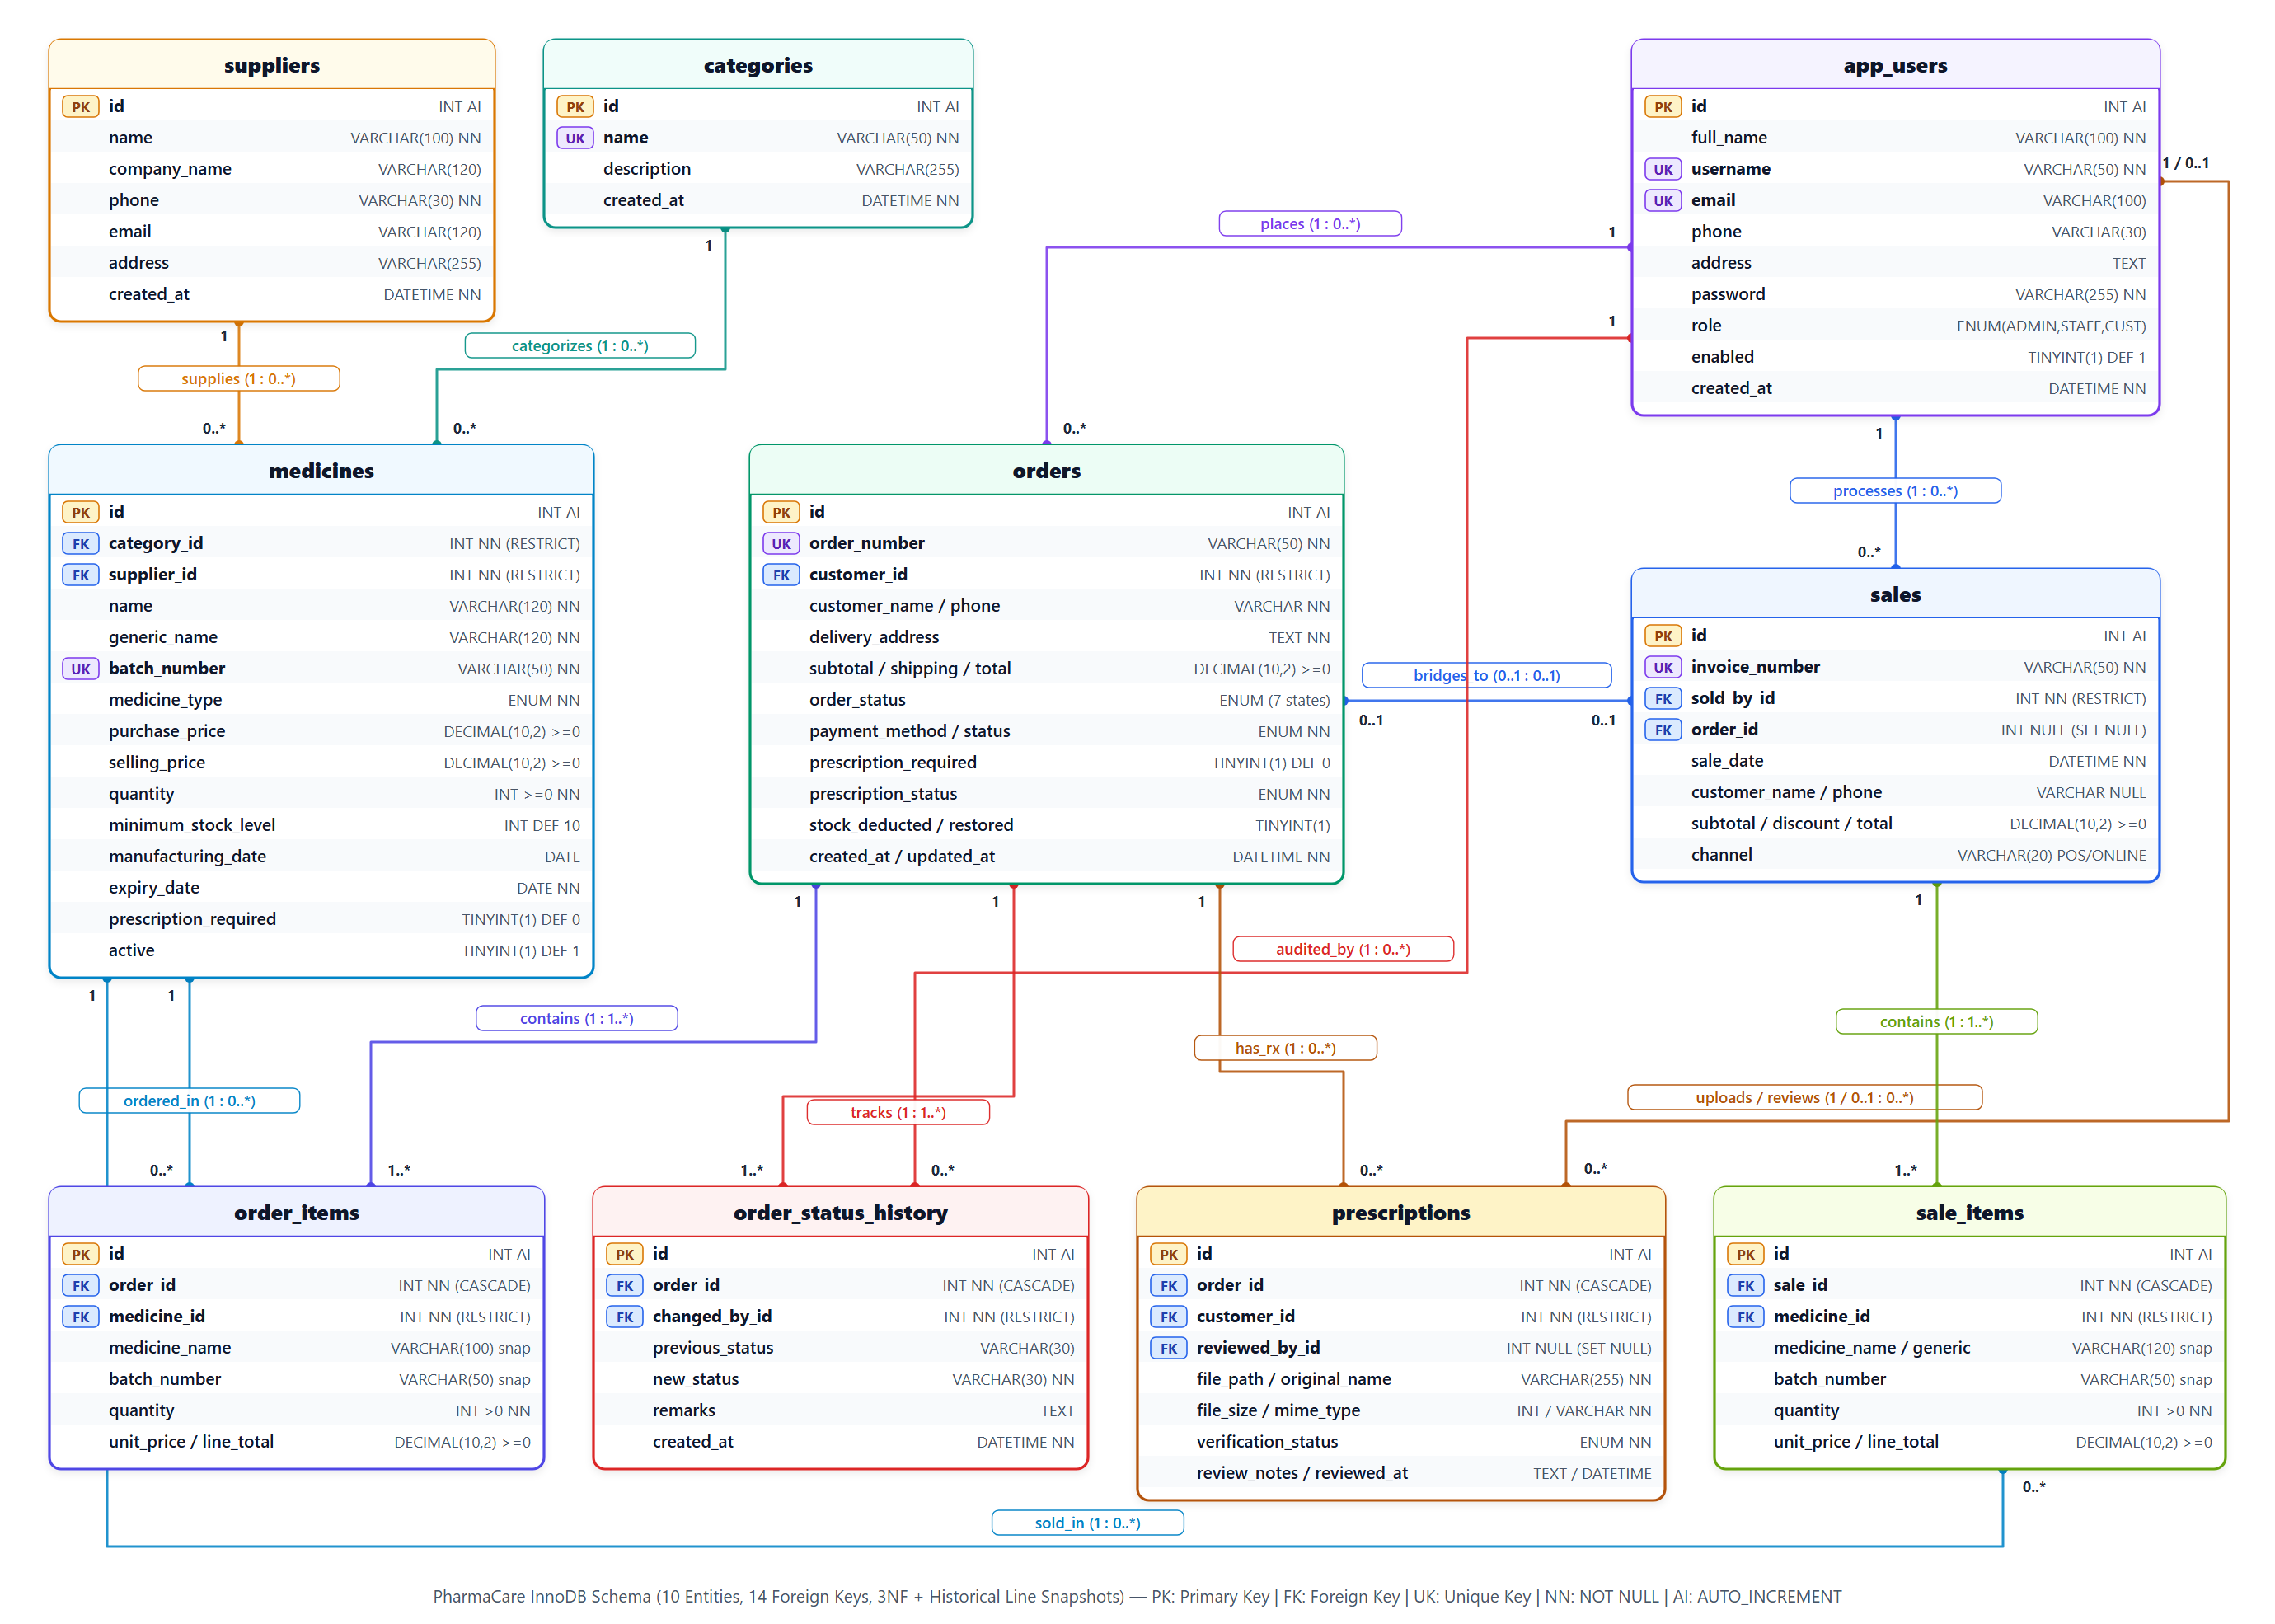 suppliers
PK id INT AI
name VARCHAR(100) NN
company_name VARCHAR(120)
phone VARCHAR(30) NN
email VARCHAR(120)
address VARCHAR(255)
created_at DATETIME NN
categories
PK id INT AI
UK name VARCHAR(50) NN
description VARCHAR(255)
created_at DATETIME NN
app_users
PK id INT AI
full_name VARCHAR(100) NN
UK username VARCHAR(50) NN
UK email VARCHAR(100)
phone VARCHAR(30)
address TEXT
password VARCHAR(255) NN
role ENUM(ADMIN,STAFF,CUST)
enabled TINYINT(1) DEF 1
created_at DATETIME NN
1 / 0..1
places (1 : 0..*)
1
1
1
categorizes (1 : 0..*)
1
supplies (1 : 0..*)
0..*
0..*
0..*
1
processes (1 : 0..*)
0..*
medicines
PK id INT AI
FK category_id INT NN (RESTRICT)
FK supplier_id INT NN (RESTRICT)
name VARCHAR(120) NN
generic_name VARCHAR(120) NN
UK batch_number VARCHAR(50) NN
medicine_type ENUM NN
purchase_price DECIMAL(10,2) >=0
selling_price DECIMAL(10,2) >=0
quantity INT >=0 NN
minimum_stock_level INT DEF 10
manufacturing_date DATE
expiry_date DATE NN
prescription_required TINYINT(1) DEF 0
active TINYINT(1) DEF 1
orders
PK id INT AI
UK order_number VARCHAR(50) NN
FK customer_id INT NN (RESTRICT)
customer_name / phone VARCHAR NN
delivery_address TEXT NN
subtotal / shipping / total DECIMAL(10,2) >=0
order_status ENUM (7 states)
payment_method / status ENUM NN
prescription_required TINYINT(1) DEF 0
prescription_status ENUM NN
stock_deducted / restored TINYINT(1)
created_at / updated_at DATETIME NN
bridges_to (0..1 : 0..1)
0..1
0..1
sales
PK id INT AI
UK invoice_number VARCHAR(50) NN
FK sold_by_id INT NN (RESTRICT)
FK order_id INT NULL (SET NULL)
sale_date DATETIME NN
customer_name / phone VARCHAR NULL
subtotal / discount / total DECIMAL(10,2) >=0
channel VARCHAR(20) POS/ONLINE
1
1
1
1
audited_by (1 : 0..*)
1
1
contains (1 : 1..*)
contains (1 : 1..*)
has_rx (1 : 0..*)
ordered_in (1 : 0..*)
tracks (1 : 1..*)
uploads / reviews (1 / 0..1 : 0..*)
0..*
1..*
1..*
0..*
0..*
0..*
1..*
order_items
PK id INT AI
FK order_id INT NN (CASCADE)
FK medicine_id INT NN (RESTRICT)
medicine_name VARCHAR(100) snap
batch_number VARCHAR(50) snap
quantity INT >0 NN
unit_price / line_total DECIMAL(10,2) >=0
order_status_history
PK id INT AI
FK order_id INT NN (CASCADE)
FK changed_by_id INT NN (RESTRICT)
previous_status VARCHAR(30)
new_status VARCHAR(30) NN
remarks TEXT
created_at DATETIME NN
prescriptions
PK id INT AI
FK order_id INT NN (CASCADE)
FK customer_id INT NN (RESTRICT)
FK reviewed_by_id INT NULL (SET NULL)
file_path / original_name VARCHAR(255) NN
file_size / mime_type INT / VARCHAR NN
verification_status ENUM NN
review_notes / reviewed_at TEXT / DATETIME
sale_items
PK id INT AI
FK sale_id INT NN (CASCADE)
FK medicine_id INT NN (RESTRICT)
medicine_name / generic VARCHAR(120) snap
batch_number VARCHAR(50) snap
quantity INT >0 NN
unit_price / line_total DECIMAL(10,2) >=0
0..*
sold_in (1 : 0..*)
PharmaCare InnoDB Schema (10 Entities, 14 Foreign Keys, 3NF + Historical Line Snapshots) — PK: Primary Key | FK: Foreign Key | UK: Unique Key | NN: NOT NULL | AI: AUTO_INCREMENT